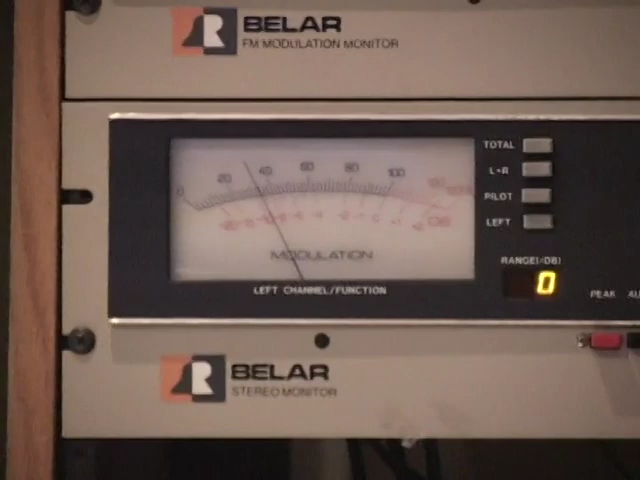 BELAR
FM MODULATION MONITOR
TOTAL
L+R
PILOT
LEFT
0 20 40 60 80 100
MODULATION
RANGE(dB)
0
LEFT CHANNEL/FUNCTION
PEAK
BELAR
STEREO MONITOR